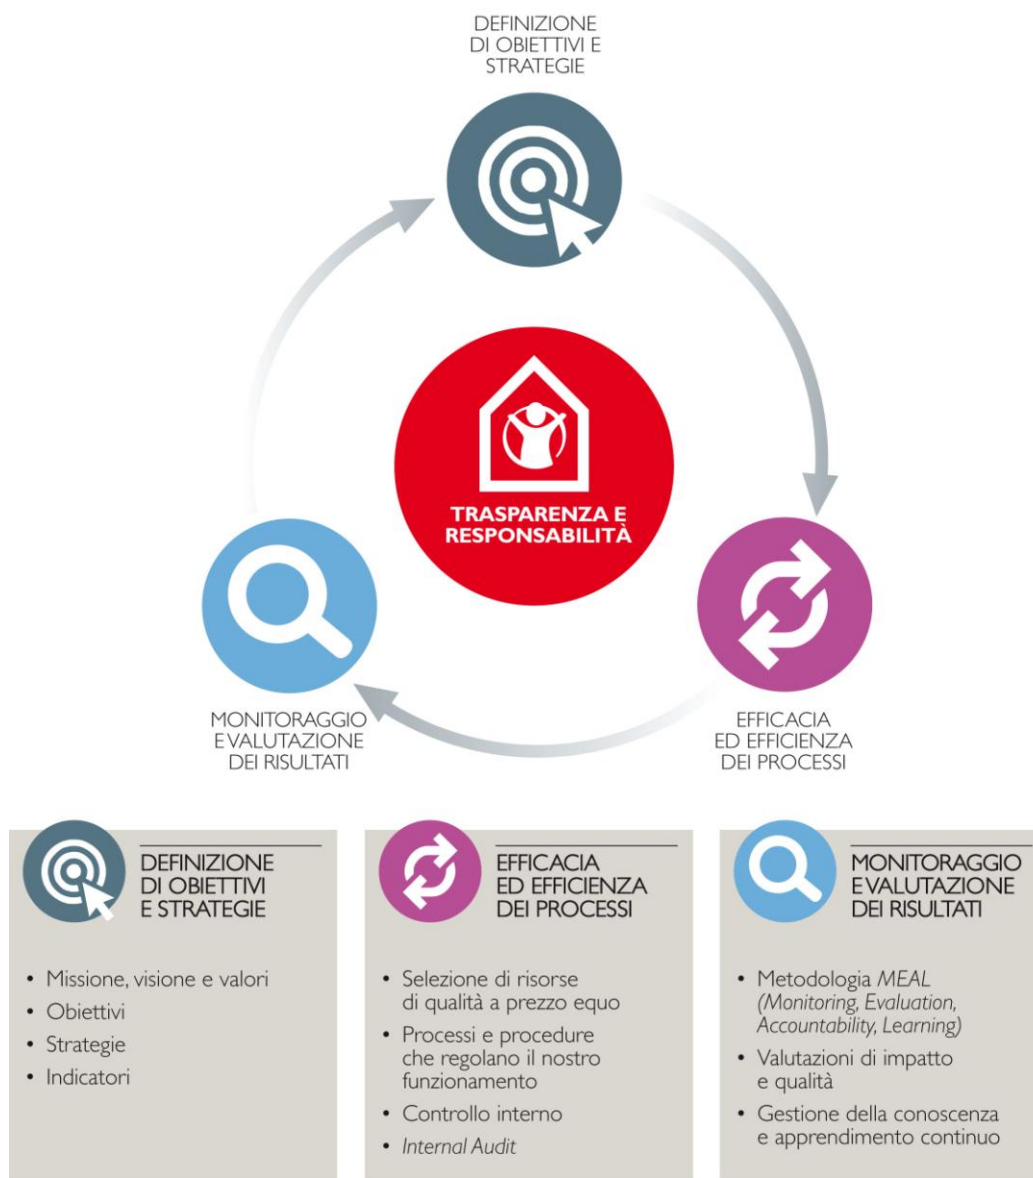 DEFINIZIONE
DI OBIETTIVI E
STRATEGIE
TRASPARENZA E
RESPONSABILITÀ
MONITORAGGIO
E VALUTAZIONE
DEI RISULTATI
EFFICACIA
ED EFFICIENZA
DEI PROCESSI
DEFINIZIONE
DI OBIETTIVI
E STRATEGIE
• Missione, visione e valori
• Obiettivi
• Strategie
• Indicatori
EFFICACIA
ED EFFICIENZA
DEI PROCESSI
• Selezione di risorse
di qualità a prezzo equo
• Processi e procedure
che regolano il nostro
funzionamento
• Controllo interno
• Internal Audit
MONITORAGGIO
E VALUTAZIONE
DEI RISULTATI
• Metodologia MEAL
(Monitoring, Evaluation,
Accountability, Learning)
• Valutazioni di impatto
e qualità
• Gestione della conoscenza
e apprendimento continuo